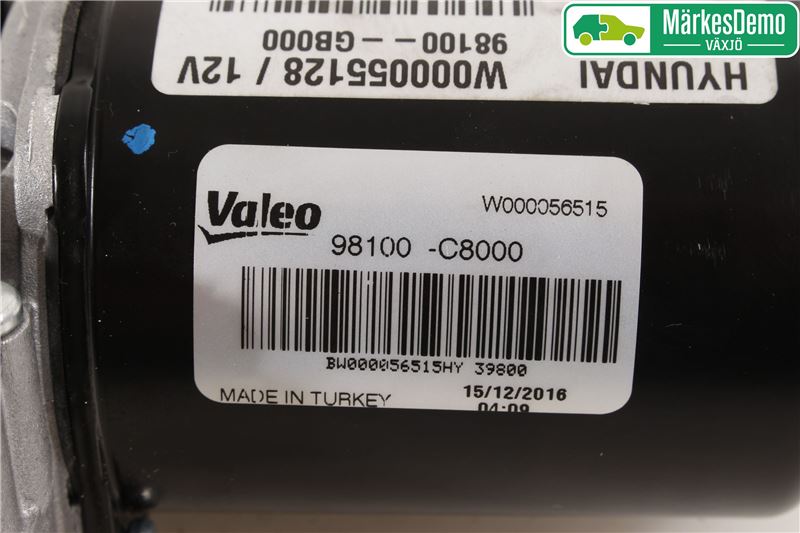 MärkesDemo
VÄXJÖ
HYUNDAI W000055128 / 12V
98100-GB000
Valeo W000056515
98100 -C8000
BW000056515HY 39800
MADE IN TURKEY 15/12/2016
04:09